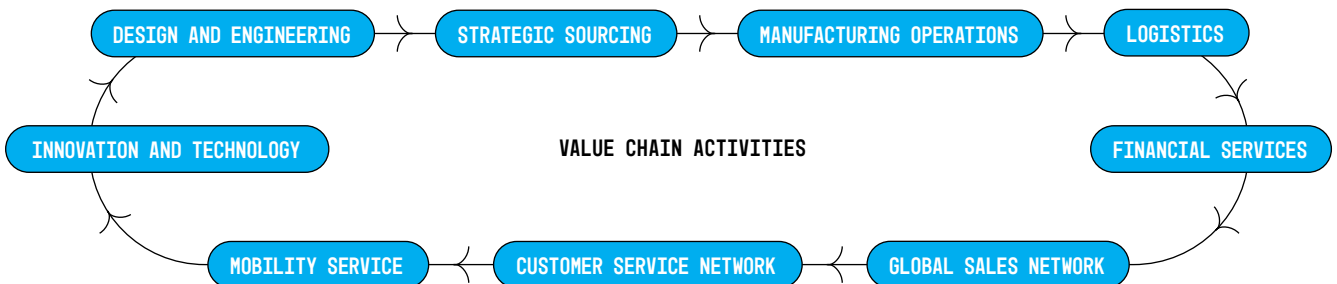 DESIGN AND ENGINEERING
STRATEGIC SOURCING
MANUFACTURING OPERATIONS
LOGISTICS
INNOVATION AND TECHNOLOGY
VALUE CHAIN ACTIVITIES
FINANCIAL SERVICES
MOBILITY SERVICE
CUSTOMER SERVICE NETWORK
GLOBAL SALES NETWORK